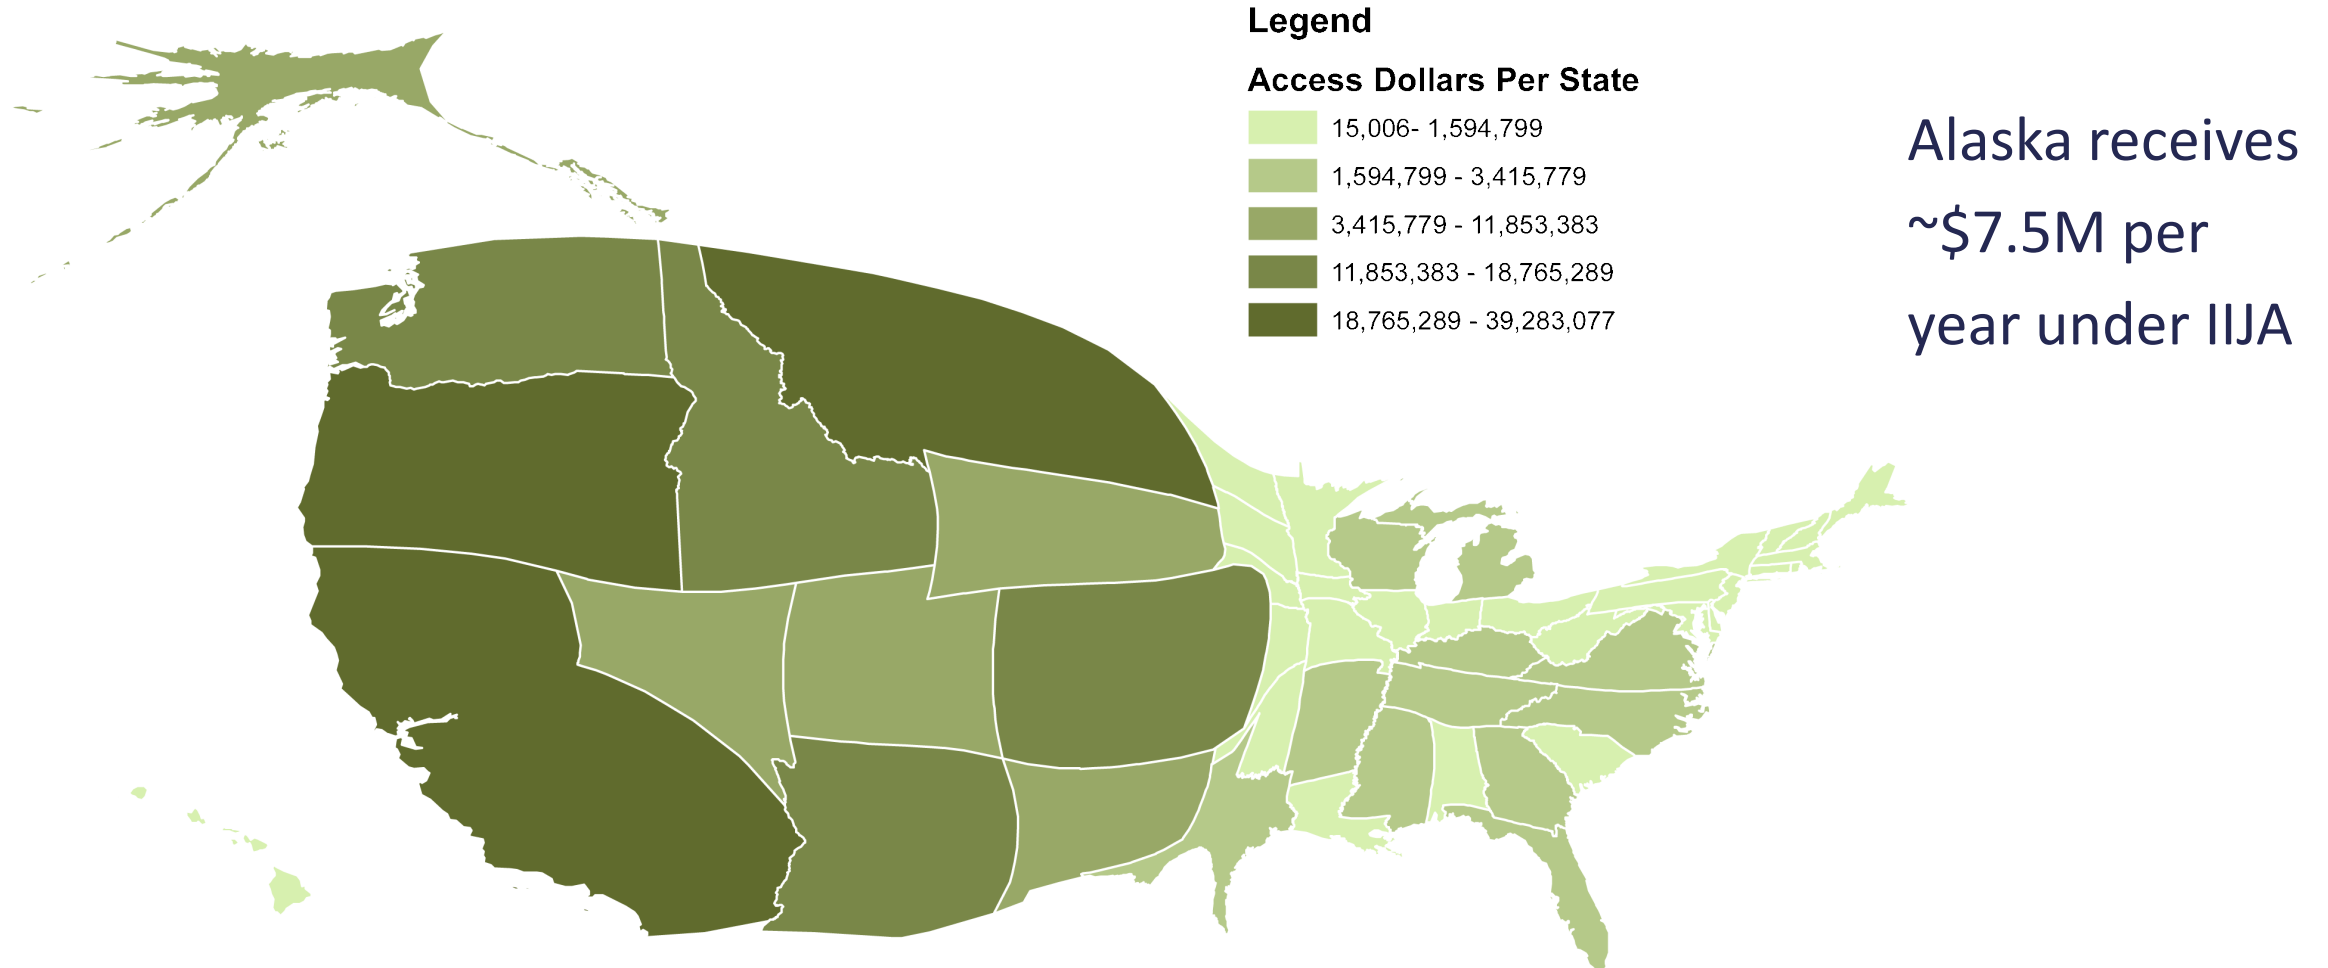 Legend
Access Dollars Per State
15,006- 1,594,799
1,594,799 - 3,415,779
3,415,779 - 11,853,383
11,853,383 - 18,765,289
18,765,289 - 39,283,077
Alaska receives
~$7.5M per
year under IIJA